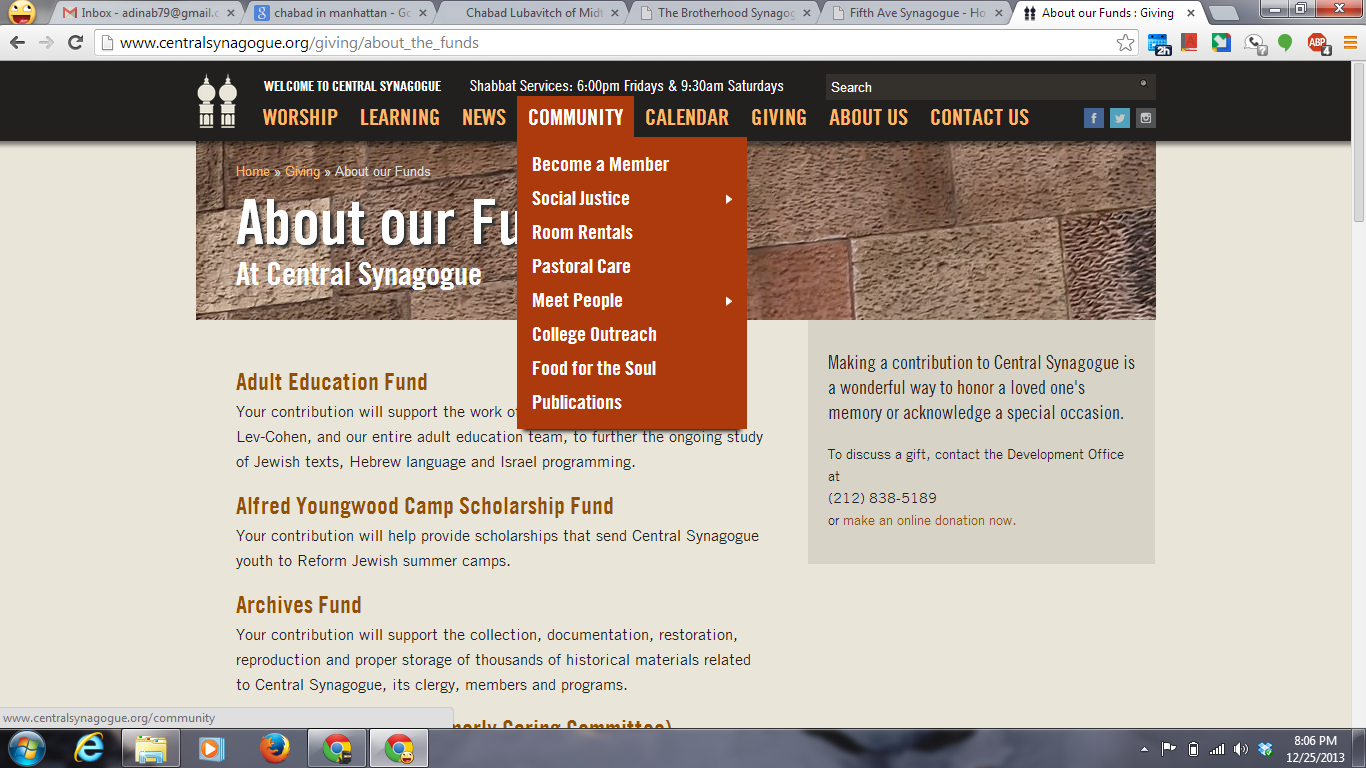 Inbox - adinab79@gmail.c
chabad in manhattan - Go
Chabad Lubavitch of Midt
The Brotherhood Synagog
Fifth Ave Synagogue - Ho
About our Funds : Giving
www.centralsynagogue.org/giving/about_the_funds
2h
?
ABP
4
WELCOME TO CENTRAL SYNAGOGUE
Shabbat Services: 6:00pm Fridays & 9:30am Saturdays
Search
WORSHIP LEARNING NEWS COMMUNITY CALENDAR GIVING ABOUT US CONTACT US
Become a Member
Social Justice
Room Rentals
Pastoral Care
Meet People
College Outreach
Food for the Soul
Publications
Home » Giving » About our Funds
About our Fu
At Central Synagogue
Adult Education Fund
Your contribution will support the work of
Lev-Cohen, and our entire adult education team, to further the ongoing study
of Jewish texts, Hebrew language and Israel programming.
Alfred Youngwood Camp Scholarship Fund
Your contribution will help provide scholarships that send Central Synagogue
youth to Reform Jewish summer camps.
Archives Fund
Your contribution will support the collection, documentation, restoration,
reproduction and proper storage of thousands of historical materials related
to Central Synagogue, its clergy, members and programs.
Making a contribution to Central Synagogue is
a wonderful way to honor a loved one's
memory or acknowledge a special occasion.
To discuss a gift, contact the Development Office
at
(212) 838-5189
or make an online donation now.
www.centralsynagogue.org/community
8:06 PM
12/25/2013